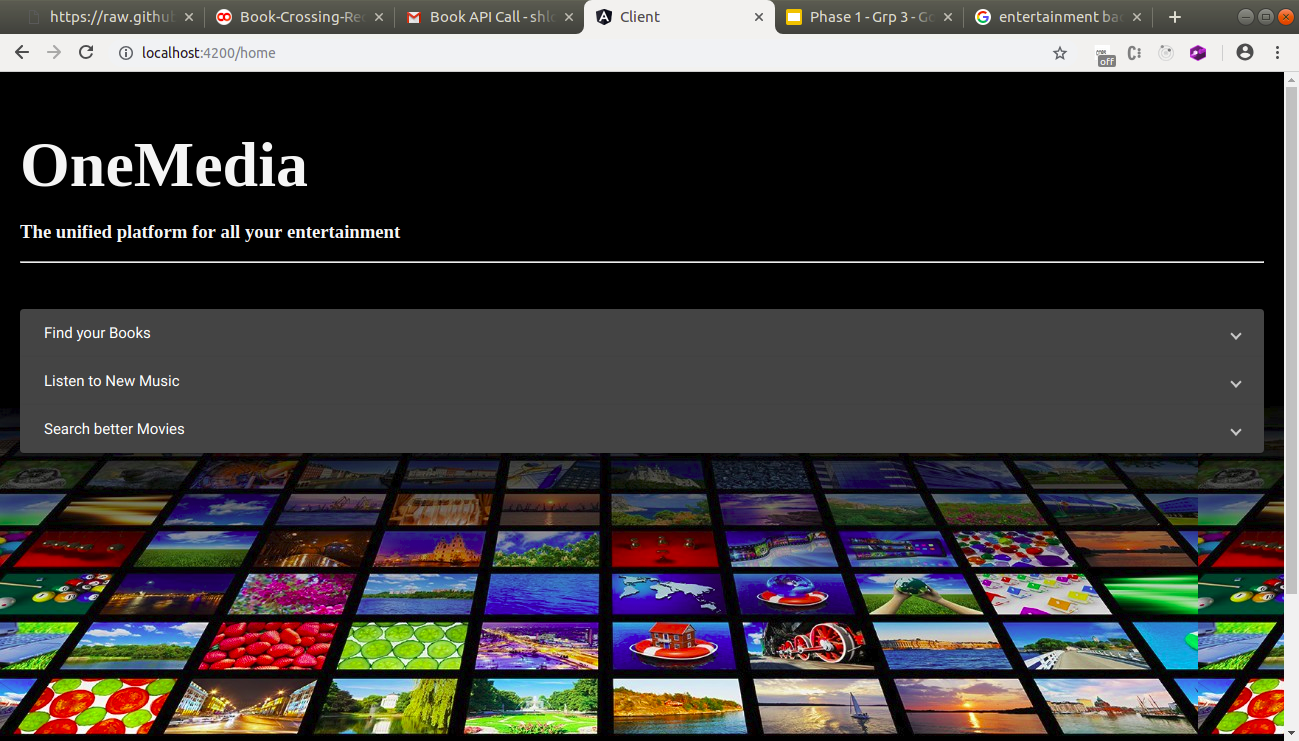 https://raw.githu
Book-Crossing-Re
Book API Call - shl
Client
Phase 1 - Grp 3 - G
entertainment ba
localhost:4200/home
off
OneMedia
The unified platform for all your entertainment
Find your Books
Listen to New Music
Search better Movies